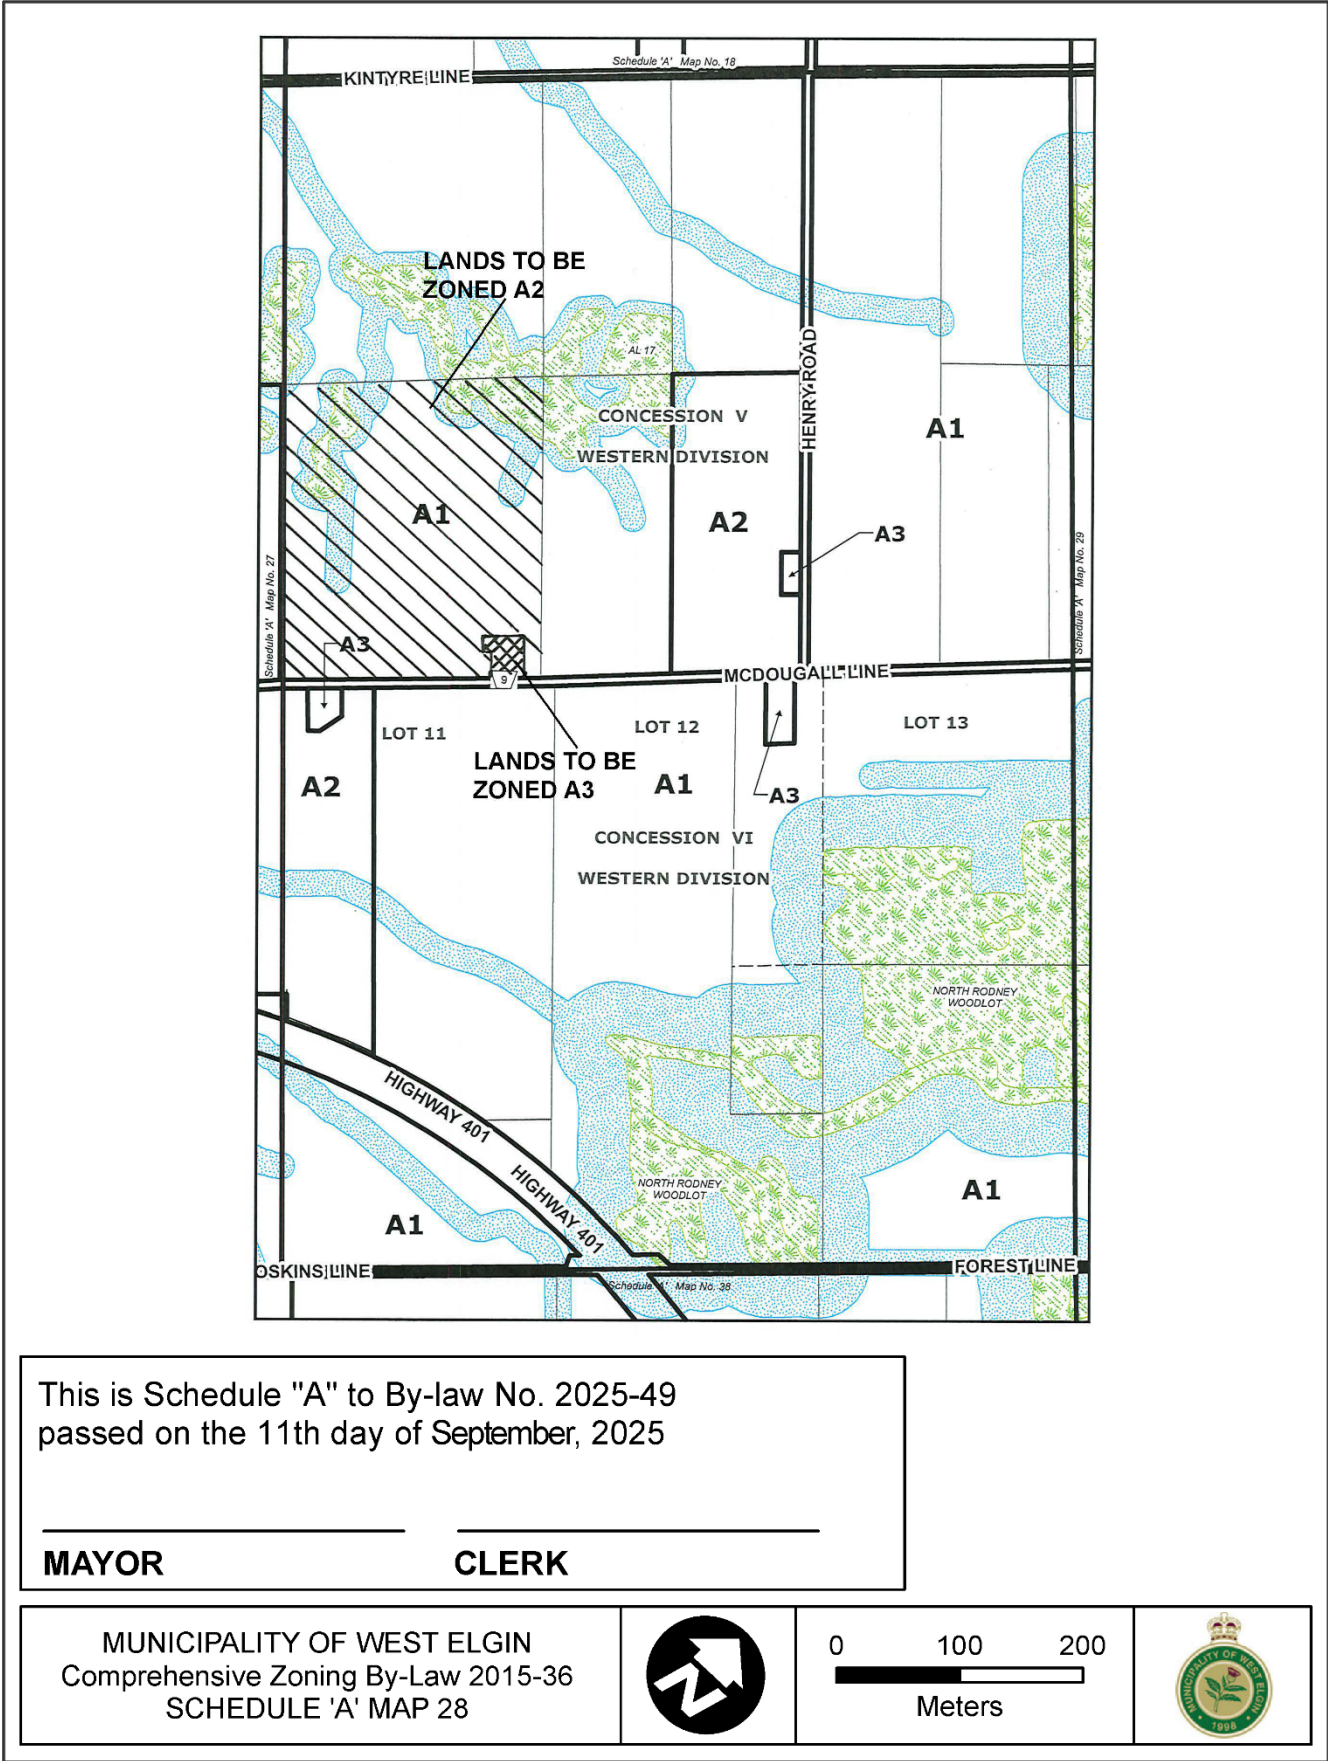 Schedule 'A' Map No. 18
KINTYRE LINE
LANDS TO BE
ZONED A2
AL 17
HENRY ROAD
CONCESSION V
WESTERN DIVISION
A1
A1
A2
A3
Schedule 'A' Map No. 27
Schedule 'A' Map No. 29
A3
9
MCDOUGALL LINE
LOT 11
LOT 12
LOT 13
LANDS TO BE
ZONED A3
A2
A1
A3
CONCESSION VI
WESTERN DIVISION
NORTH RODNEY
WOODLOT
HIGHWAY 401
HIGHWAY 401
NORTH RODNEY
WOODLOT
A1
A1
OSKINS LINE
FOREST LINE
Schedule 'A' Map No. 38
This is Schedule "A" to By-law No. 2025-49
passed on the 11th day of September, 2025
MAYOR
CLERK
MUNICIPALITY OF WEST ELGIN
Comprehensive Zoning By-Law 2015-36
SCHEDULE 'A' MAP 28
N
0 100 200
Meters
MUNICIPALITY OF WEST ELGIN
1998